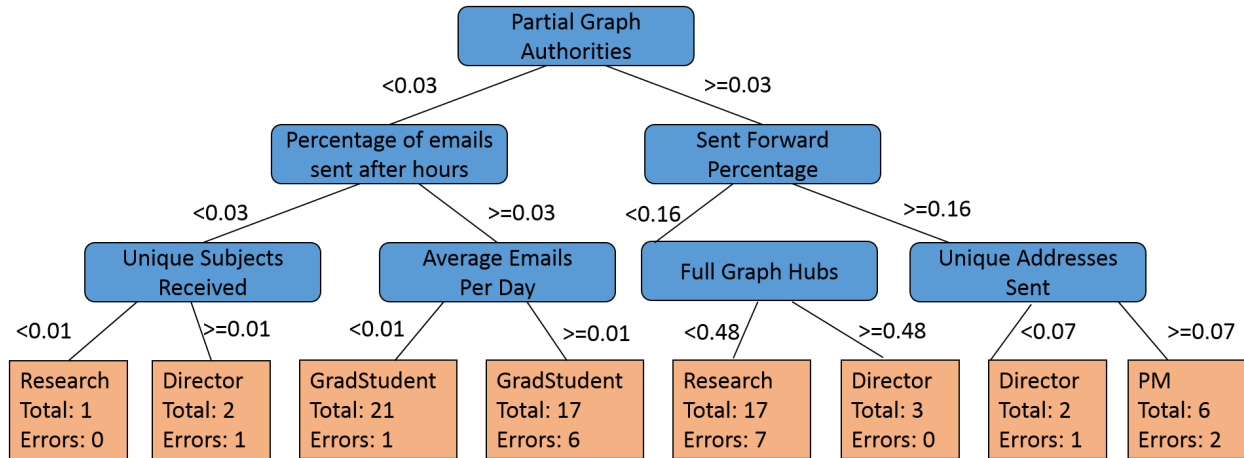 Partial Graph
Authorities
<0.03
>=0.03
Percentage of emails
sent after hours
Sent Forward
Percentage
<0.03
>=0.03
<0.16
>=0.16
Unique Subjects
Received
Average Emails
Per Day
Full Graph Hubs
Unique Addresses
Sent
<0.01
>=0.01
<0.01
>=0.01
<0.48
>=0.48
<0.07
>=0.07
Research
Total: 1
Errors: 0
Director
Total: 2
Errors: 1
GradStudent
Total: 21
Errors: 1
GradStudent
Total: 17
Errors: 6
Research
Total: 17
Errors: 7
Director
Total: 3
Errors: 0
Director
Total: 2
Errors: 1
PM
Total: 6
Errors: 2